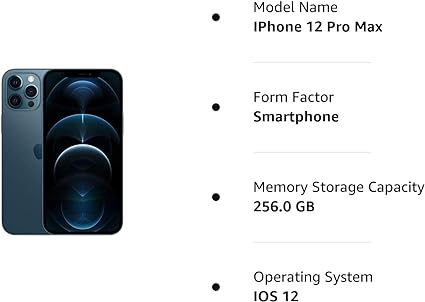 Model Name
IPhone 12 Pro Max
Form Factor
Smartphone
Memory Storage Capacity
256.0 GB
Operating System
IOS 12